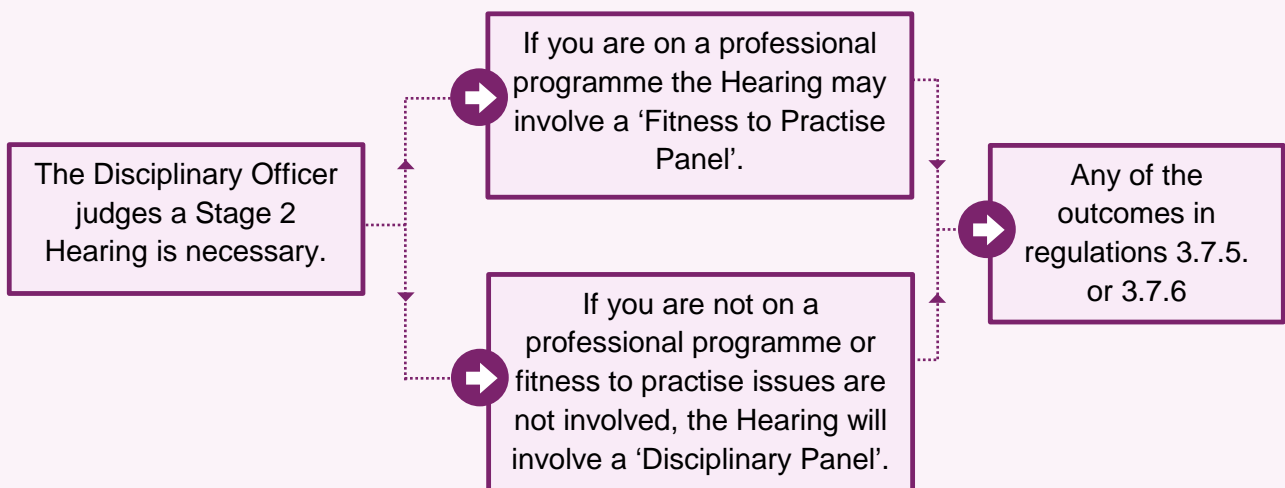 The Disciplinary Officer
judges a Stage 2
Hearing is necessary.
If you are on a professional
programme the Hearing may
involve a ‘Fitness to Practise
Panel’.
If you are not on a
professional programme or
fitness to practise issues are
not involved, the Hearing will
involve a ‘Disciplinary Panel’.
Any of the
outcomes in
regulations 3.7.5.
or 3.7.6